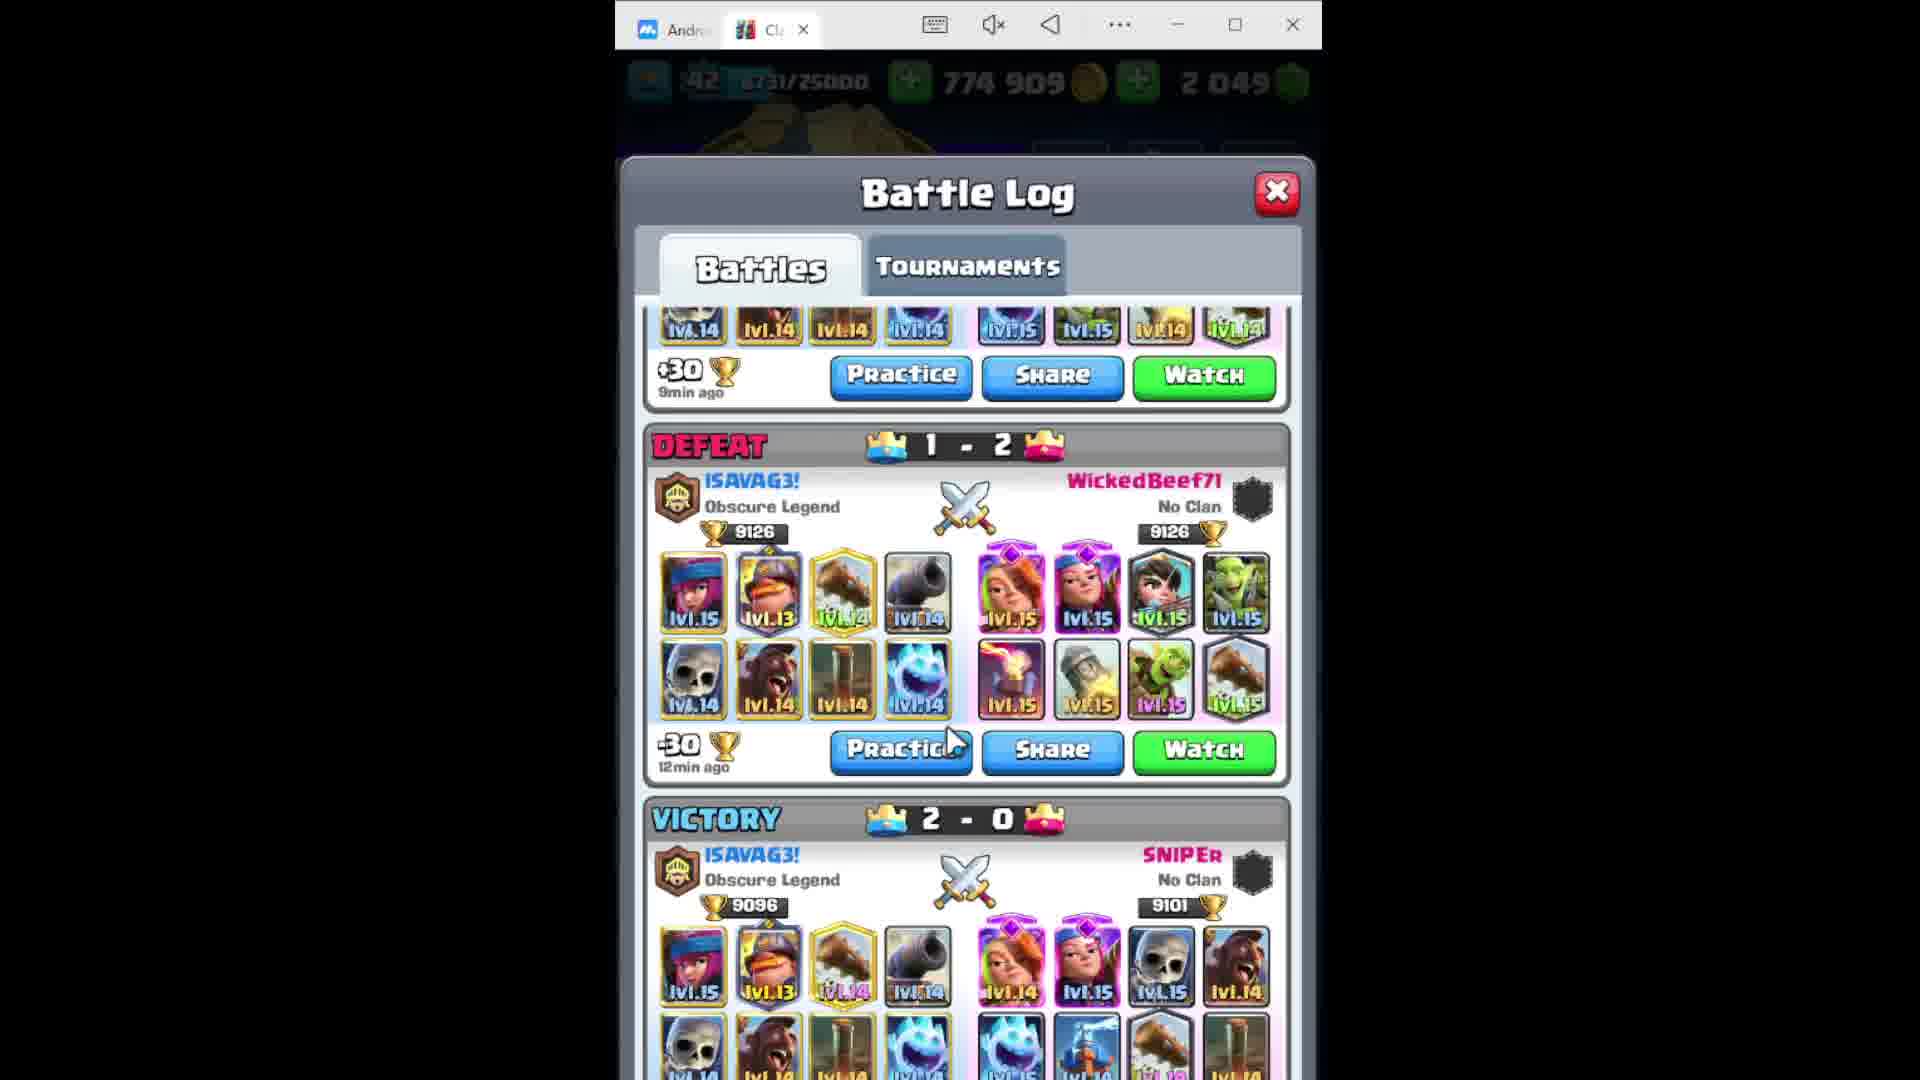 Andro
Cla
42 8731/25000 774 909 2 049
Battle Log
Battles Tournaments
lvl.14 lvl.14 lvl.14 lvl.14 lvl.15 lvl.15 lvl.14
+30 Practice Share Watch
9min ago
DEFEAT 1 - 2
ISAVAG3! WickedBeef71
Obscure Legend No Clan
9126 9126
lvl.15 lvl.13 lvl.14 lvl.14 lvl.15 lvl.15 lvl.15 lvl.15
lvl.14 lvl.14 lvl.14 lvl.14 lvl.15 lvl.15 lvl.15 lvl.15
-30 Practice Share Watch
12min ago
VICTORY 2 - 0
ISAVAG3! SNIPER
Obscure Legend No Clan
9096 9101
lvl.15 lvl.13 lvl.14 lvl.14 lvl.14 lvl.15 lvl.15 lvl.14